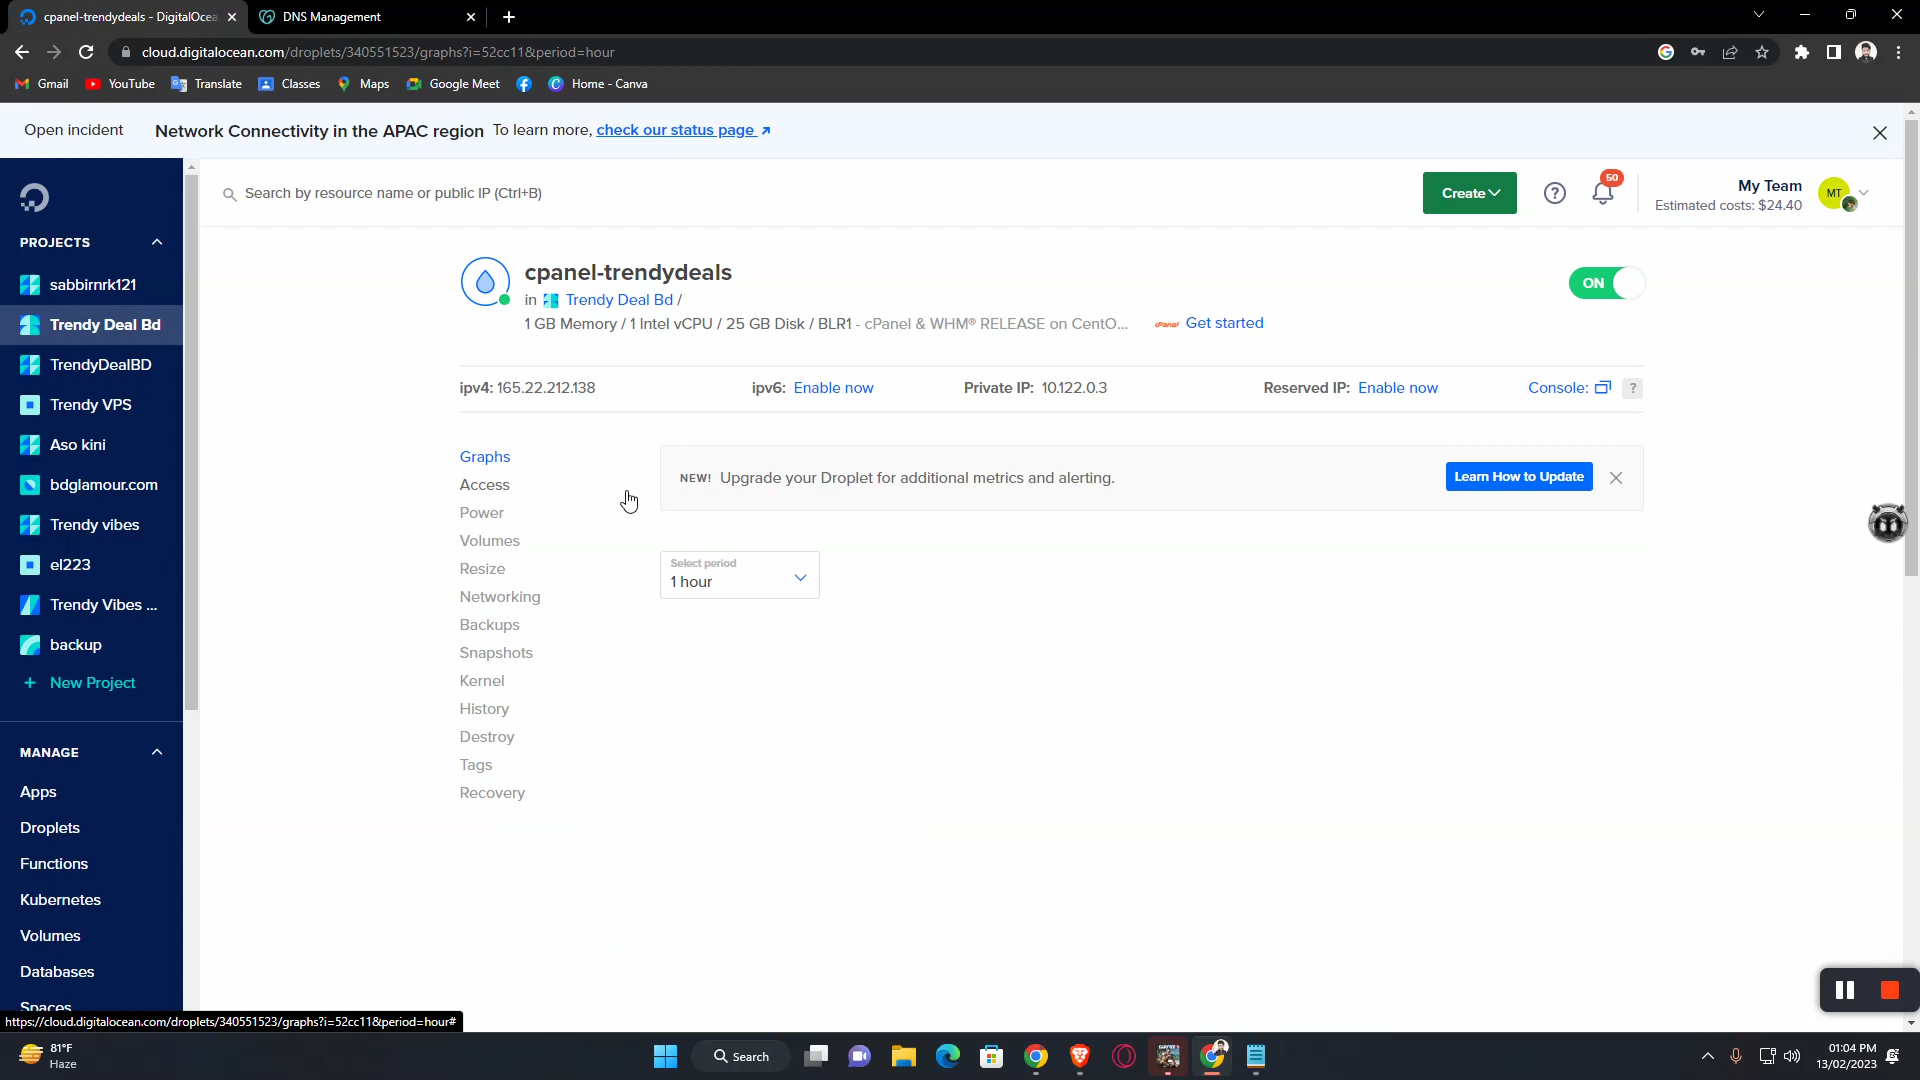 cpanel-trendydeals - DigitalOcea
DNS Management
cloud.digitalocean.com/droplets/340551523/graphs?i=52cc11&period=hour
Gmail
YouTube
Translate
Classes
Maps
Google Meet
Home - Canva
Open incident
Network Connectivity in the APAC region To learn more, check our status page
Search by resource name or public IP (Ctrl+B)
Create
50
My Team
Estimated costs: $24.40
MT
PROJECTS
sabbirnrk121
Trendy Deal Bd
TrendyDealBD
Trendy VPS
Aso kini
bdglamour.com
Trendy vibes
el223
Trendy Vibes ...
backup
+ New Project
MANAGE
Apps
Droplets
Functions
Kubernetes
Volumes
Databases
Spaces
cpanel-trendydeals
in Trendy Deal Bd /
1 GB Memory / 1 Intel vCPU / 25 GB Disk / BLR1 - cPanel & WHM® RELEASE on CentO...
cPanel Get started
ON
ipv4: 165.22.212.138
ipv6: Enable now
Private IP: 10.122.0.3
Reserved IP: Enable now
Console:
?
Graphs
Access
Power
Volumes
Resize
Networking
Backups
Snapshots
Kernel
History
Destroy
Tags
Recovery
NEW! Upgrade your Droplet for additional metrics and alerting.
Learn How to Update
Select period
1 hour
https://cloud.digitalocean.com/droplets/340551523/graphs?i=52cc11&period=hour#
81°F
Haze
Search
01:04 PM
13/02/2023